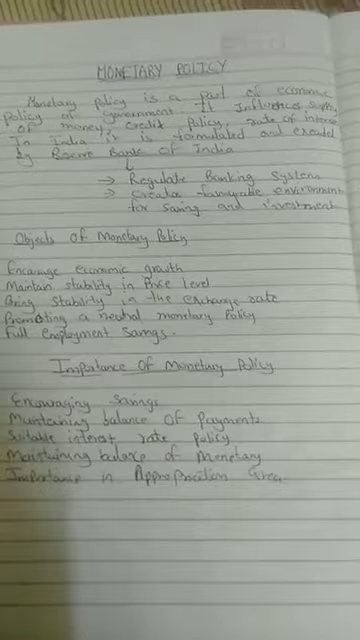 MONETARY POLICY
Monetary policy is a part of economic
policy of government It Influences supply
of money, credit policy, rate of interest
In India it is formulated and
by Reserve Bank of India
→ Regulate Banking System
→ Creates favourable environment
for saving and investment
Objects of Monetary Policy
Encourage economic growth
Maintain stability in Price Level
Bring Stability in the exchange rate
Promoting a neutral monetary Policy
Full employment Savings.
Importance Of Monetary Policy
Encouraging Savings
Maintaining balance of Payments
Suitable interest rate policy
Maintaining balance of Monetary
Importance in Area